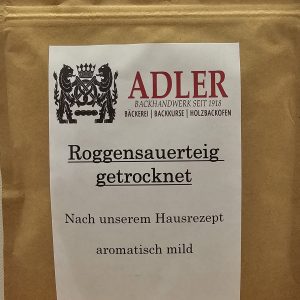 ADLER
BACKHANDWERK SEIT 1918
BÄCKEREI | BACKKURSE | HOLZBACKOFEN
Roggensauerteig
getrocknet
Nach unserem Hausrezept
aromatisch mild